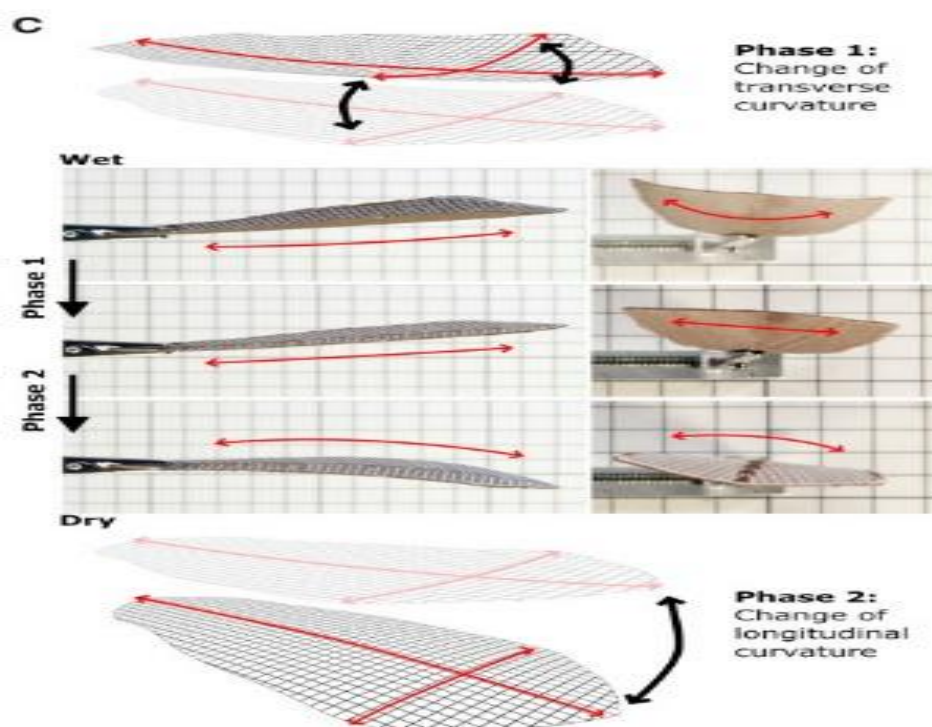 C
Phase 1:
Change of
transverse
curvature
Wet
Phase 1
Phase 2
Dry
Phase 2:
Change of
longitudinal
curvature